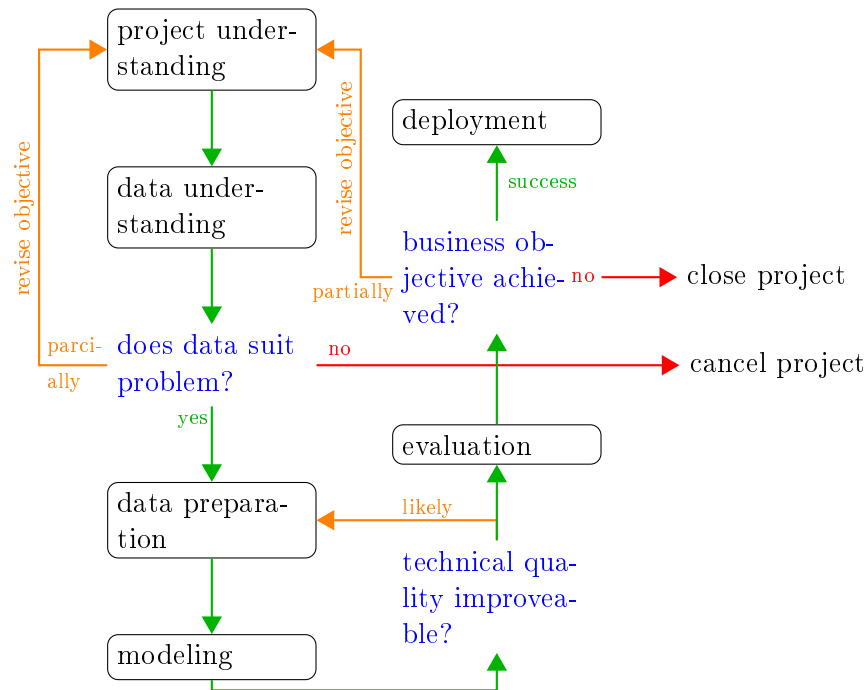 project under-
standing
revise objective
data under-
standing
parci-
ally
does data suit
problem?
no
cancel project
yes
data prepara-
tion
modeling
technical qua-
lity improvea-
ble?
likely
evaluation
business ob-
jective achie-
ved?
partially
revise objective
no
close project
success
deployment